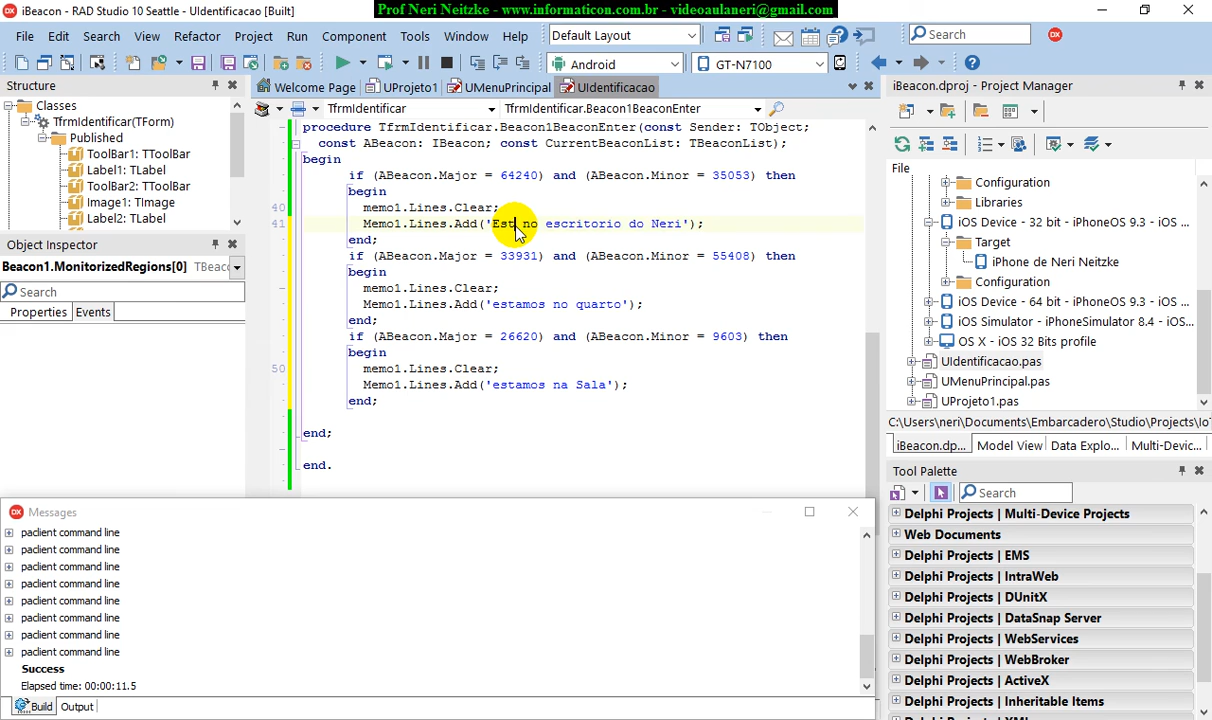 iBeacon - RAD Studio 10 Seattle - UIdentificacao [Built]
Prof Neri Neitzke - www.informaticon.com.br - videoaulaneri@gmail.com
File Edit Search View Refactor Project Run Component Tools Window Help
Default Layout
Search
Android
GT-N7100
Structure
Classes
TfrmIdentificar(TForm)
Published
ToolBar1: TToolBar
Label1: TLabel
ToolBar2: TToolBar
Image1: TImage
Label2: TLabel
Object Inspector
Beacon1.MonitorizedRegions[0] TBeacc
Search
Properties Events
Welcome Page UProjeto1 UMenuPrincipal UIdentificacao
TfrmIdentificar TfrmIdentificar.Beacon1BeaconEnter
procedure TfrmIdentificar.Beacon1BeaconEnter(const Sender: TObject;
const ABeacon: IBeacon; const CurrentBeaconList: TBeaconList);
begin
if (ABeacon.Major = 64240) and (ABeacon.Minor = 35053) then
begin
40 memo1.Lines.Clear;
41 Memo1.Lines.Add('Est no escritorio do Neri');
end;
if (ABeacon.Major = 33931) and (ABeacon.Minor = 55408) then
begin
memo1.Lines.Clear;
Memo1.Lines.Add('estamos no quarto');
end;
if (ABeacon.Major = 26620) and (ABeacon.Minor = 9603) then
begin
50 memo1.Lines.Clear;
Memo1.Lines.Add('estamos na Sala');
end;
end;
end.
Messages
paclient command line
paclient command line
paclient command line
paclient command line
paclient command line
paclient command line
paclient command line
paclient command line
Success
Elapsed time: 00:00:11.5
Build Output
iBeacon.dproj - Project Manager
File
Configuration
Libraries
iOS Device - 32 bit - iPhoneOS 9.3 - iOS ...
Target
iPhone de Neri Neitzke
Configuration
iOS Device - 64 bit - iPhoneOS 9.3 - iOS ...
iOS Simulator - iPhoneSimulator 8.4 - iOS...
OS X - iOS 32 Bits profile
UIdentificacao.pas
UMenuPrincipal.pas
UProjeto1.pas
C:\Users\neri\Documents\Embarcadero\Studio\Projects\IoT
iBeacon.dp... Model View Data Explo... Multi-Devic...
Tool Palette
Search
Delphi Projects | Multi-Device Projects
Web Documents
Delphi Projects | EMS
Delphi Projects | IntraWeb
Delphi Projects | DUnitX
Delphi Projects | DataSnap Server
Delphi Projects | WebServices
Delphi Projects | WebBroker
Delphi Projects | ActiveX
Delphi Projects | Inheritable Items